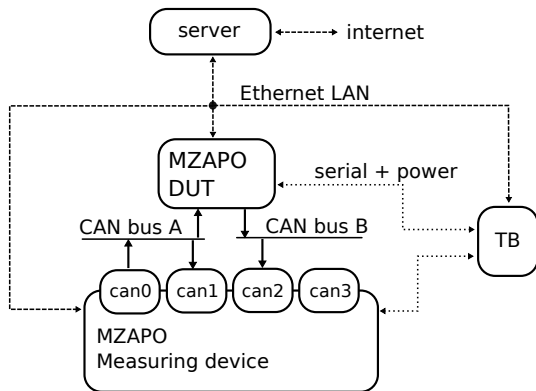 server
internet
Ethernet LAN
MZAPO
DUT
serial + power
CAN bus A
CAN bus B
TB
can0
can1
can2
can3
MZAPO
Measuring device